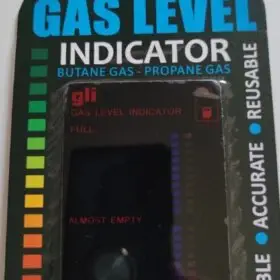 GAS LEVEL
INDICATOR
BUTANE GAS - PROPANE GAS
gli
GAS LEVEL INDICATOR
FULL
ALMOST EMPTY
ACCURATE • REUSABLE